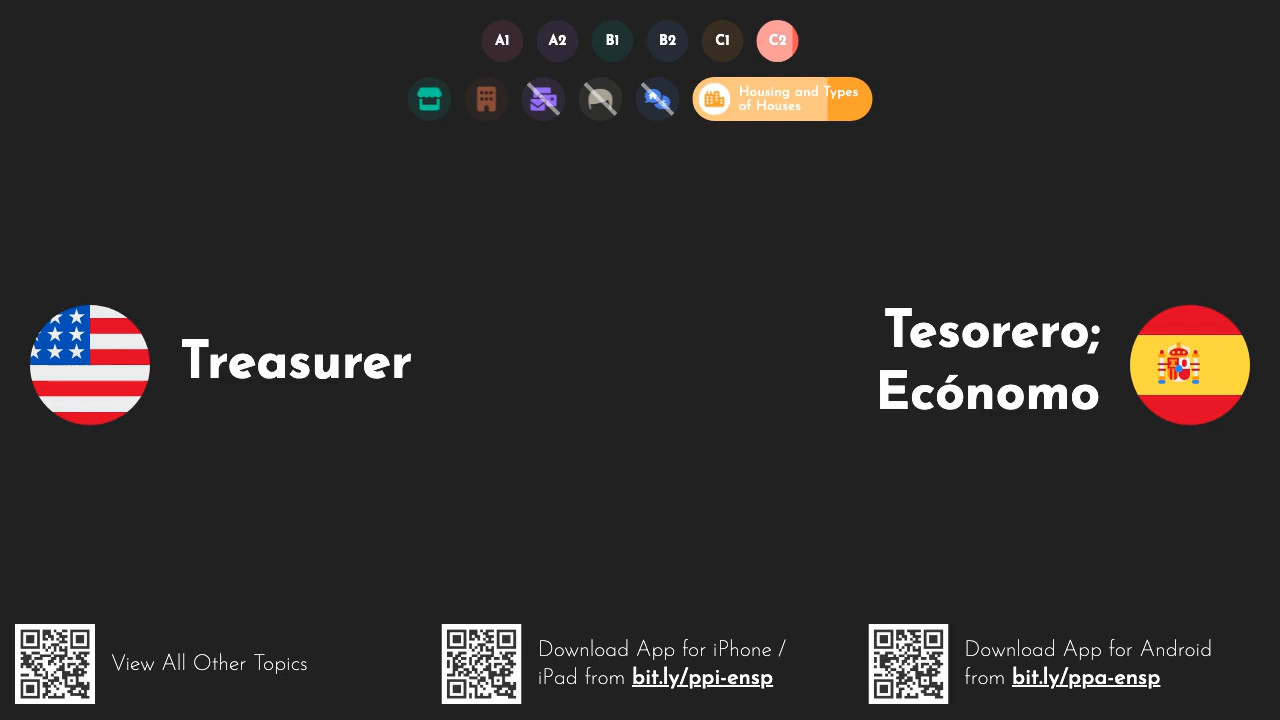 A1 A2 B1 B2 C1 C2
Housing and Types
of Houses
Treasurer
Tesorero;
Ecónomo
View All Other Topics
Download App for iPhone /
iPad from bit.ly/ppi-ensp
Download App for Android
from bit.ly/ppa-ensp